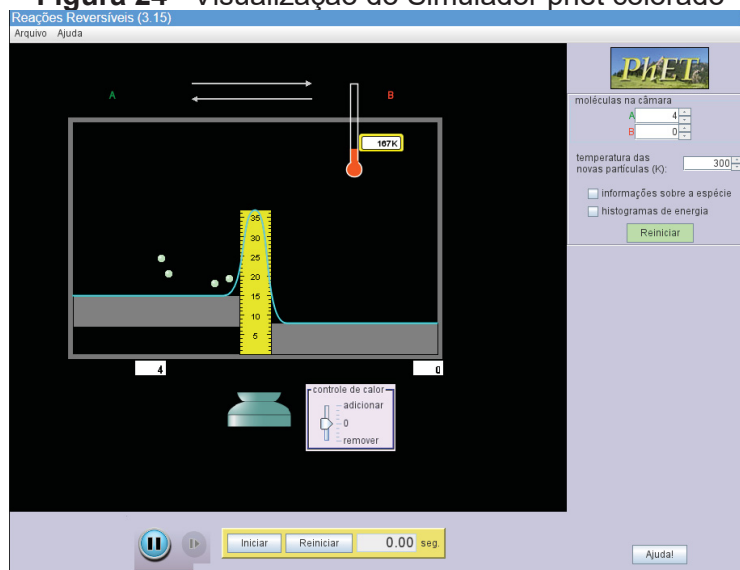 Figura 24 - Visualização do Simulador phet colorado
Reações Reversíveis (3.15)
Arquivo Ajuda
PhET
A
B
167K
moléculas na câmara
A 4
B 0
temperatura das
novas partículas (K): 300
informações sobre a espécie
histogramas de energia
Reiniciar
35
30
25
20
15
10
5
4
0
controle de calor
adicionar
0
remover
Iniciar Reiniciar 0.00 seg.
Ajuda!